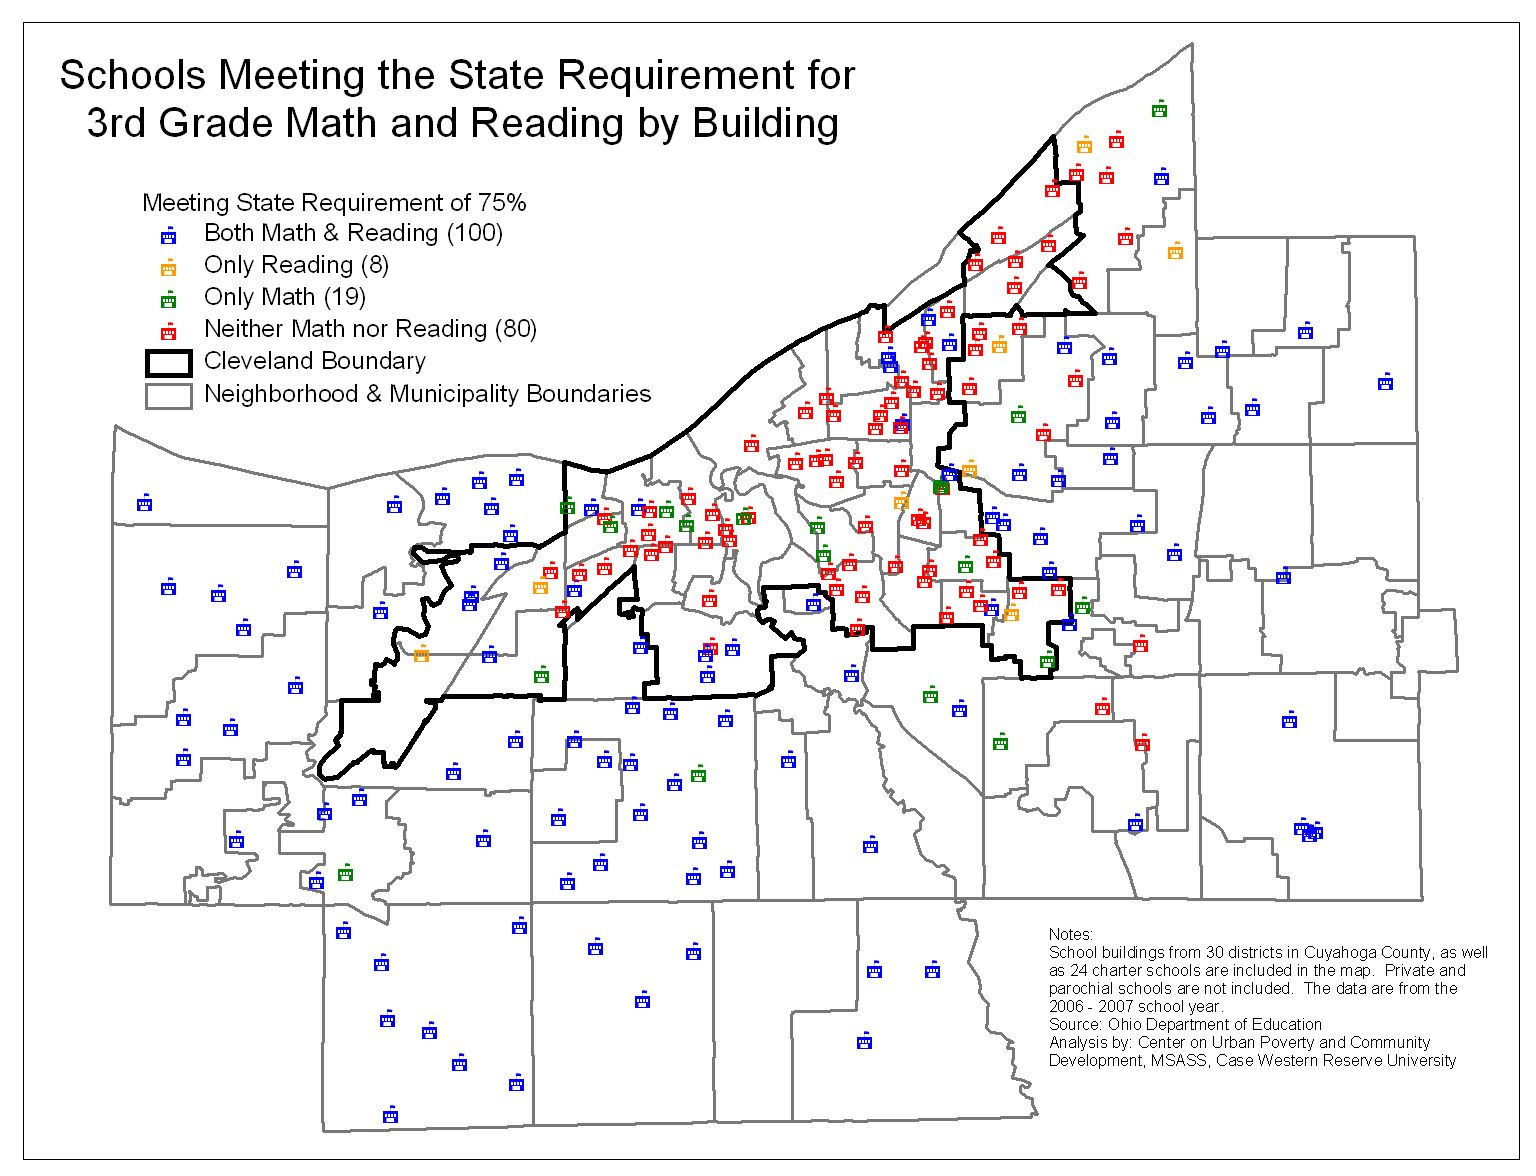 Schools Meeting the State Requirement for
3rd Grade Math and Reading by Building
Meeting State Requirement of 75%
Both Math & Reading (100)
Only Reading (8)
Only Math (19)
Neither Math nor Reading (80)
Cleveland Boundary
Neighborhood & Municipality Boundaries
Notes:
School buildings from 30 districts in Cuyahoga County, as well
as 24 charter schools are included in the map.  Private and
parochial schools are not included.  The data are from the
2006 - 2007 school year.
Source: Ohio Department of Education
Analysis by: Center on Urban Poverty and Community
Development, MSASS, Case Western Reserve University